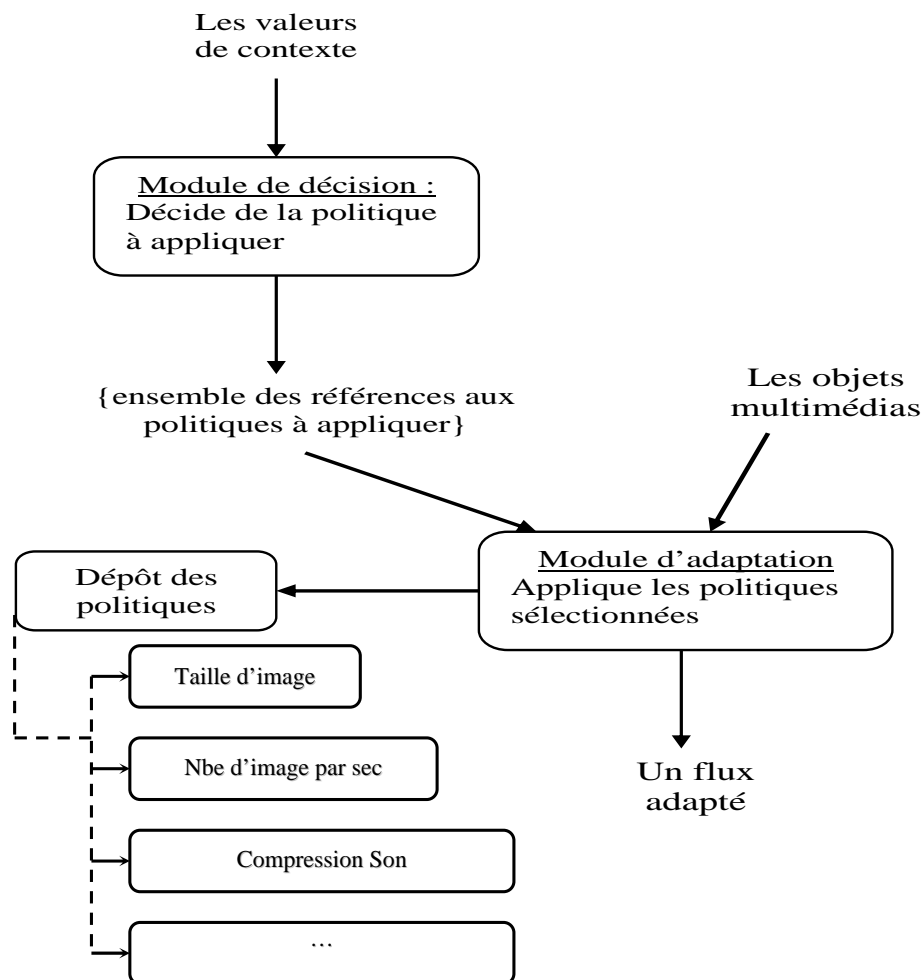 Les valeurs
de contexte
Module de décision :
Décide de la politique
à appliquer
{ensemble des références aux
politiques à appliquer}
Les objets
multimédias
Module d’adaptation
Applique les politiques
sélectionnées
Dépôt des
politiques
Taille d’image
Nbe d’image par sec
Compression Son
…
Un flux
adapté